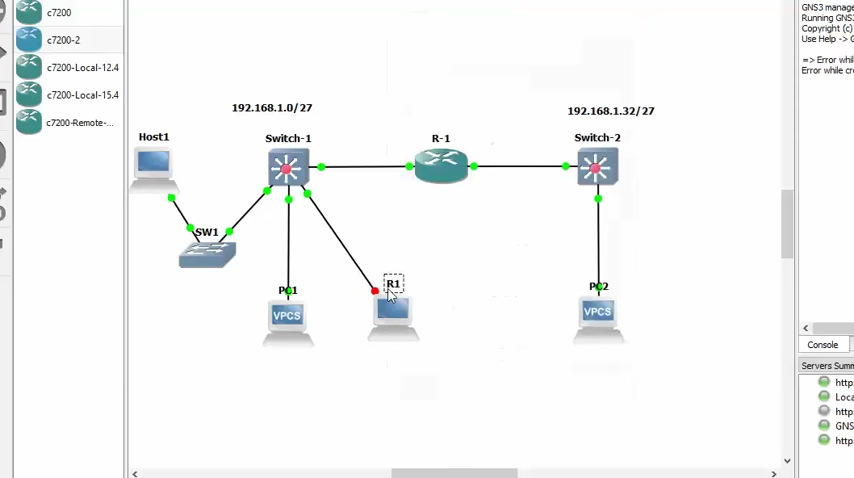 c7200
c7200-2
c7200-Local-12.4
c7200-Local-15.4
c7200-Remote-...
192.168.1.0/27
192.168.1.32/27
Host1
Switch-1
R-1
Switch-2
SW1
PC1
R1
PC2
VPCS
VPCS
GNS3 manage
Running GNS3
Copyright (c)
Use Help -> G
=> Error whil
Error while cr
Console
Servers Summ
http:
Loca
http:
GNS
http: